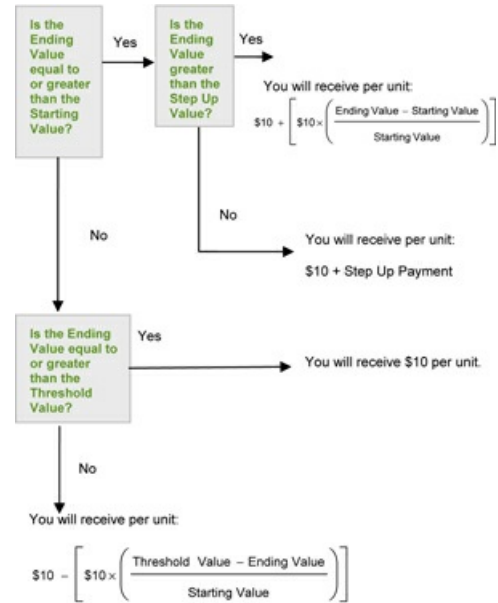 Is the
Ending
Value
equal to
or greater
than the
Starting
Value?
Yes
Is the
Ending
Value
greater
than the
Step Up
Value?
Yes
You will receive per unit:
$10 + [ $10 × ( Ending Value – Starting Value
Starting Value ) ]
No
You will receive per unit:
$10 + Step Up Payment
No
Is the Ending
Value equal to
or greater
than the
Threshold
Value?
Yes
You will receive $10 per unit.
No
You will receive per unit:
$10 – [ $10 × ( Threshold Value – Ending Value
Starting Value ) ]